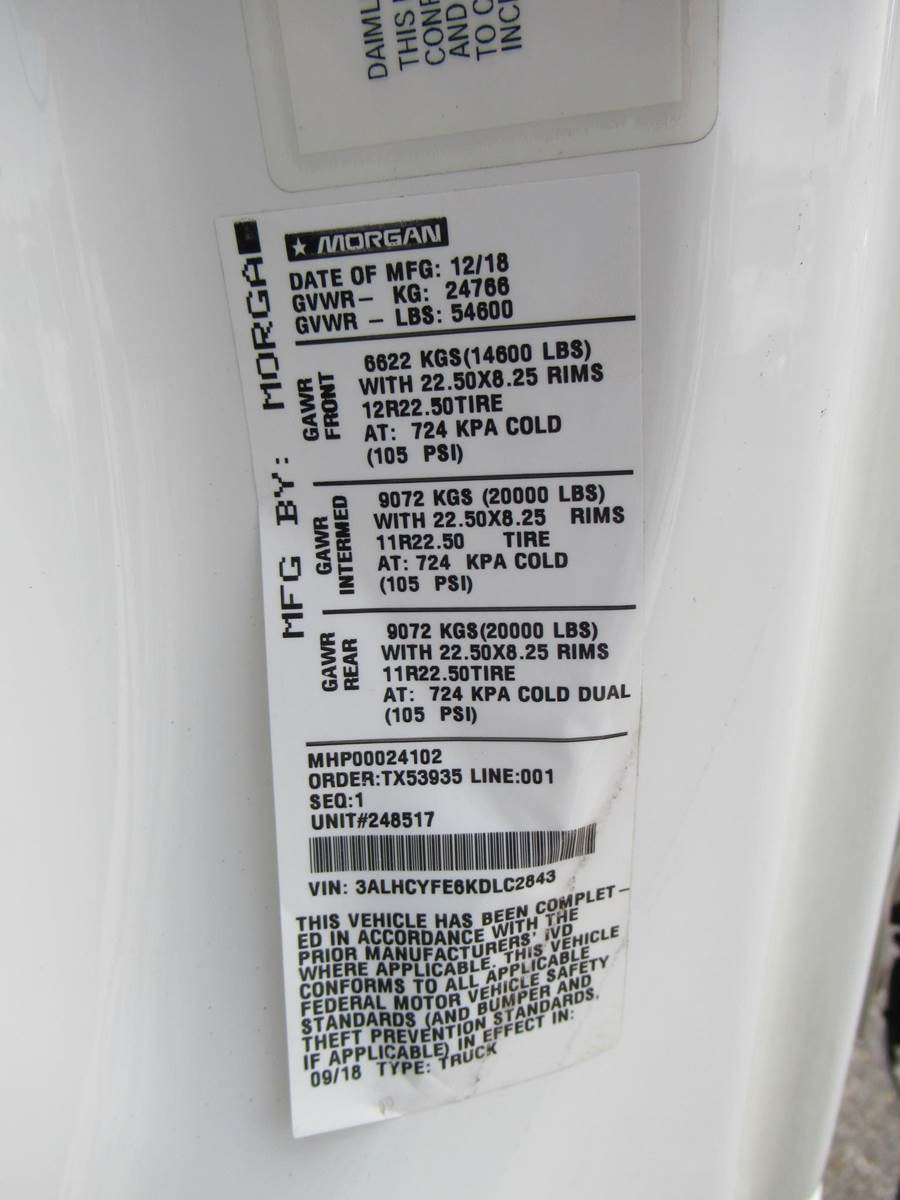 DAIML
THIS
CONF
AND
TO C
INCE
MFG BY: MORGA
MORGAN
DATE OF MFG: 12/18
GVWR- KG: 24766
GVWR - LBS: 54600
GAWR FRONT
6622 KGS(14600 LBS)
WITH 22.50X8.25 RIMS
12R22.50TIRE
AT: 724 KPA COLD
(105 PSI)
GAWR INTERMED
9072 KGS (20000 LBS)
WITH 22.50X8.25 RIMS
11R22.50 TIRE
AT: 724 KPA COLD
(105 PSI)
GAWR REAR
9072 KGS(20000 LBS)
WITH 22.50X8.25 RIMS
11R22.50TIRE
AT: 724 KPA COLD DUAL
(105 PSI)
MHP00024102
ORDER:TX53935 LINE:001
SEQ:1
UNIT#248517
VIN: 3ALHCYFE6KDLC2843
THIS VEHICLE HAS BEEN COMPLET-
ED IN ACCORDANCE WITH THE
PRIOR MANUFACTURERS' IVD
WHERE APPLICABLE. THIS VEHICLE
CONFORMS TO ALL APPLICABLE
FEDERAL MOTOR VEHICLE SAFETY
STANDARDS (AND BUMPER AND
THEFT PREVENTION STANDARDS,
IF APPLICABLE) IN EFFECT IN:
09/18 TYPE: TRUCK